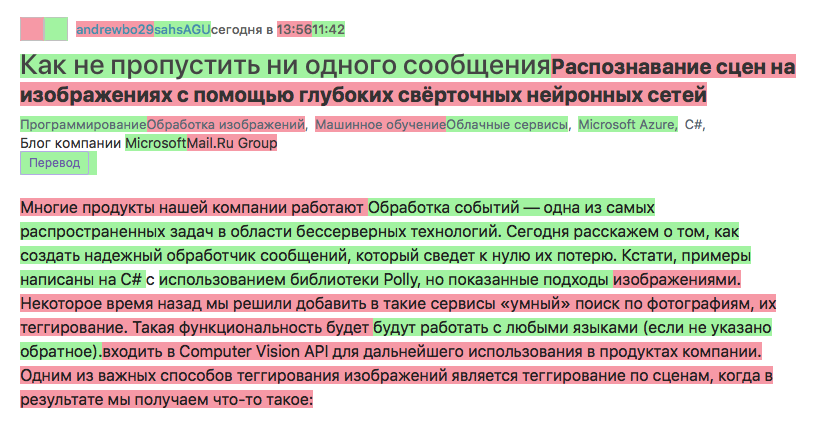 andrewbo29sahsAGUсегодня в 13:5611:42
Как не пропустить ни одного сообщенияРаспознавание сцен на
изображениях с помощью глубоких свёрточных нейронных сетей
ПрограммированиеОбработка изображений, Машинное обучениеОблачные сервисы, Microsoft Azure, C#,
Блог компании MicrosoftMail.Ru Group
Перевод
Многие продукты нашей компании работают Обработка событий — одна из самых
распространенных задач в области бессерверных технологий. Сегодня расскажем о том, как
создать надежный обработчик сообщений, который сведет к нулю их потерю. Кстати, примеры
написаны на C# с использованием библиотеки Polly, но показанные подходы изображениями.
Некоторое время назад мы решили добавить в такие сервисы «умный» поиск по фотографиям, их
теггирование. Такая функциональность будет будут работать с любыми языками (если не указано
обратное).входить в Computer Vision API для дальнейшего использования в продуктах компании.
Одним из важных способов теггирования изображений является теггирование по сценам, когда в
результате мы получаем что-то такое: